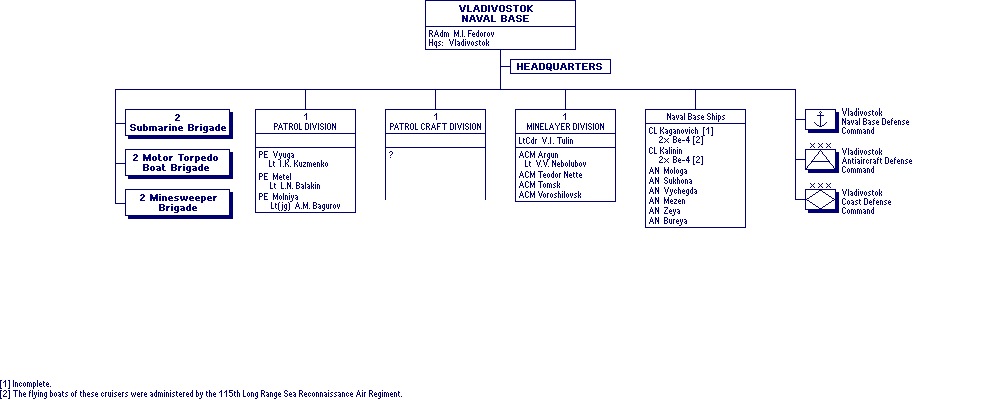 VLADIVOSTOK
NAVAL BASE
RAdm M.I. Fedorov
Hqs: Vladivostok
HEADQUARTERS
2
Submarine Brigade
2 Motor Torpedo
Boat Brigade
2 Minesweeper
Brigade
1
PATROL DIVISION
PE Vyuga
Lt T.K. Kuzmenko
PE Metel
Lt L.N. Balakin
PE Molniya
Lt(jg) A.M. Bagurov
1
PATROL CRAFT DIVISION
?
1
MINELAYER DIVISION
LtCdr V.I. Tulin
ACM Argun
Lt V.V. Nebolubov
ACM Teodor Nette
ACM Tomsk
ACM Voroshilovsk
Naval Base Ships
CL Kaganovich [1]
2x Be-4 [2]
CL Kalinin
2x Be-4 [2]
AN Mologa
AN Sukhona
AN Vychegda
AN Mezen
AN Zeya
AN Bureya
Vladivostok
Naval Base Defense
Command
XXX
Vladivostok
Antiaircraft Defense
Command
XXX
Vladivostok
Coast Defense
Command
[1] Incomplete.
[2] The flying boats of these cruisers were administered by the 115th Long Range Sea Reconnaissance Air Regiment.